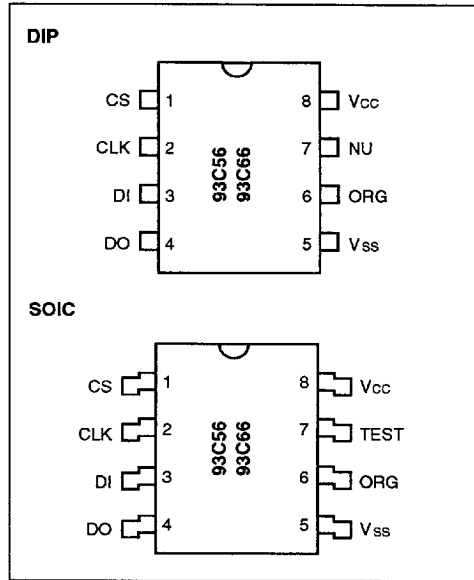 DIP
CS 1 8 Vcc
CLK 2 7 NU
DI 3 6 ORG
DO 4 5 Vss
93C56
93C66
SOIC
CS 1 8 Vcc
CLK 2 7 TEST
DI 3 6 ORG
DO 4 5 Vss
93C56
93C66